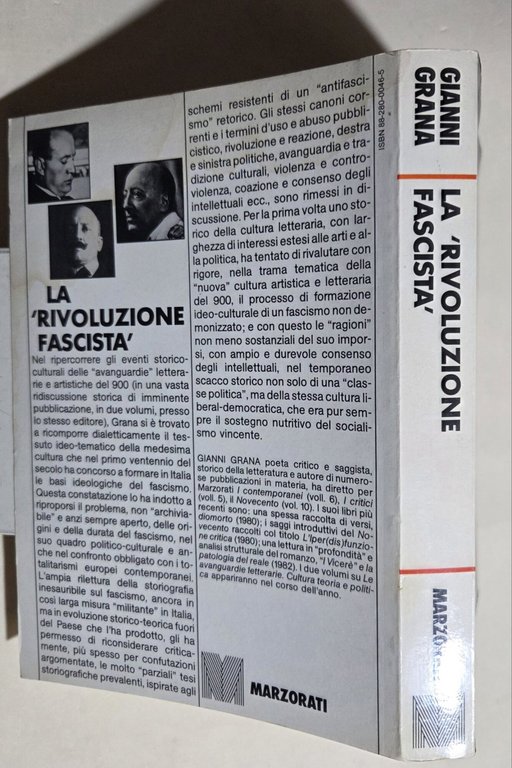 LA
‘RIVOLUZIONE
FASCISTA’
Nel ripercorrere gli eventi storico-
culturali delle “avanguardie” lettera-
rie e artistiche del 900 (in una vasta
ridiscussione storica di imminente
pubblicazione, in due volumi, presso
lo stesso editore), Grana si è trovato
a ricomporre dialetticamente il tes-
suto ideo-tematico della medesima
cultura che nel primo ventennio del
secolo ha concorso a formare in Italia
le basi ideologiche del fascismo.
Questa constatazione lo ha indotto a
riproporsi il problema, non “archivia-
bile” e anzi sempre aperto, delle ori-
gini e della durata del fascismo, nel
suo quadro politico-culturale e an-
che nel confronto obbligato con i to-
talitarismi europei contemporanei.
L'ampia rilettura della storiografia
inesauribile sul fascismo, ancora in
così larga misura “militante” in Italia,
ma in evoluzione storico-teorica fuori
del Paese che l'ha prodotto, gli ha
permesso di riconsiderare critica-
mente, più spesso per confutazioni
argomentate, le molto “parziali” tesi
storiografiche prevalenti, ispirate agli
schemi resistenti di un “antifasci-
smo” retorico. Gli stessi canoni cor-
renti e i termini d'uso e abuso pubbli-
cistico, rivoluzione e reazione, destra
e sinistra politiche, avanguardia e tra-
dizione culturali, violenza e contro-
violenza, coazione e consenso degli
intellettuali ecc., sono rimessi in di-
scussione. Per la prima volta uno sto-
rico della cultura letteraria, con lar-
ghezza di interessi estesi alle arti e al-
la politica, ha tentato di rivalutare con
rigore, nella trama tematica della
“nuova” cultura artistica e letteraria
del 900, il processo di formazione
ideo-culturale di un fascismo non de-
monizzato; e con questo le “ragioni”
non meno sostanziali del suo impor-
si, con ampio e durevole consenso
degli intellettuali, nel temporaneo
scacco storico non solo di una “clas-
se politica”, ma della stessa cultura li-
beral-democratica, che era pur sem-
pre il sostegno nutritivo del sociali-
smo vincente.
GIANNI GRANA poeta critico e saggista,
storico della letteratura e autore di numero-
se pubblicazioni in materia, ha diretto per
Marzorati I contemporanei (voll. 6), I critici
(voll. 5), il Novecento (voll. 10). I suoi libri più
recenti sono: una spessa raccolta di versi,
Diomorto (1980); i saggi introduttivi del No-
vecento raccolti col titolo L'Iper(dis)funzio-
ne critica (1980); una lettura in “profondità” e
analisi strutturale del romanzo, “I Vicerè” e la
patologia del reale (1982). I due volumi su Le
avanguardie letterarie. Cultura teoria e politi-
ca appariranno nel corso dell'anno.
MARZORATI
ISBN 88-280-0046-5
GIANNI
GRANA
LA ‘RIVOLUZIONE
FASCISTA’